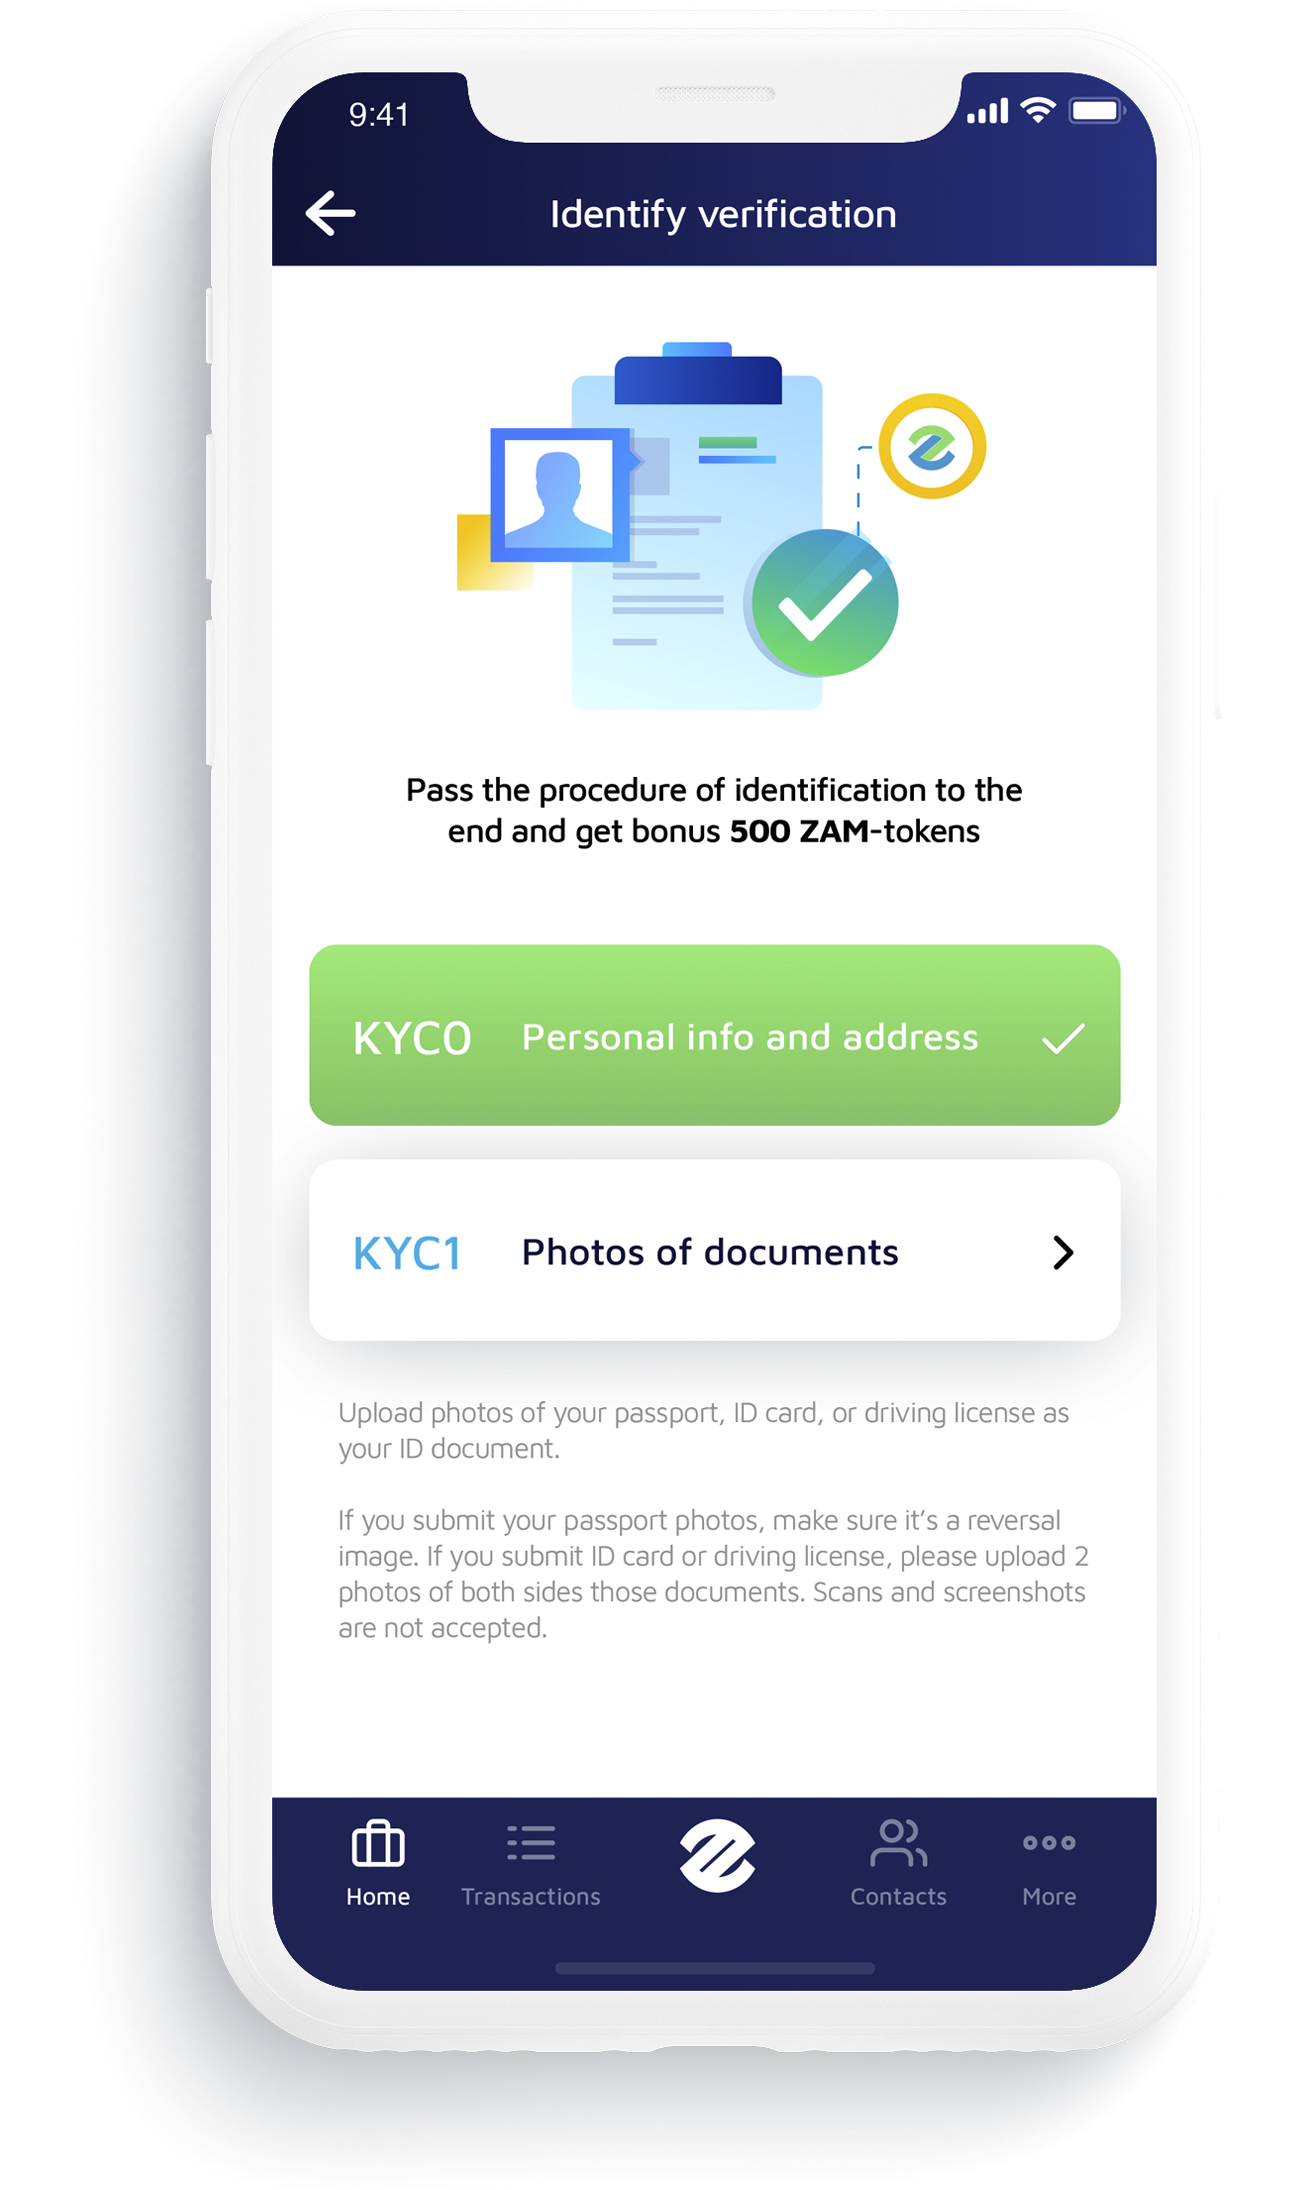 9:41
Identify verification
Pass the procedure of identification to the
end and get bonus 500 ZAM-tokens
KYC0 Personal info and address
KYC1 Photos of documents
Upload photos of your passport, ID card, or driving license as
your ID document.
If you submit your passport photos, make sure it's a reversal
image. If you submit ID card or driving license, please upload 2
photos of both sides those documents. Scans and screenshots
are not accepted.
Home Transactions Contacts More